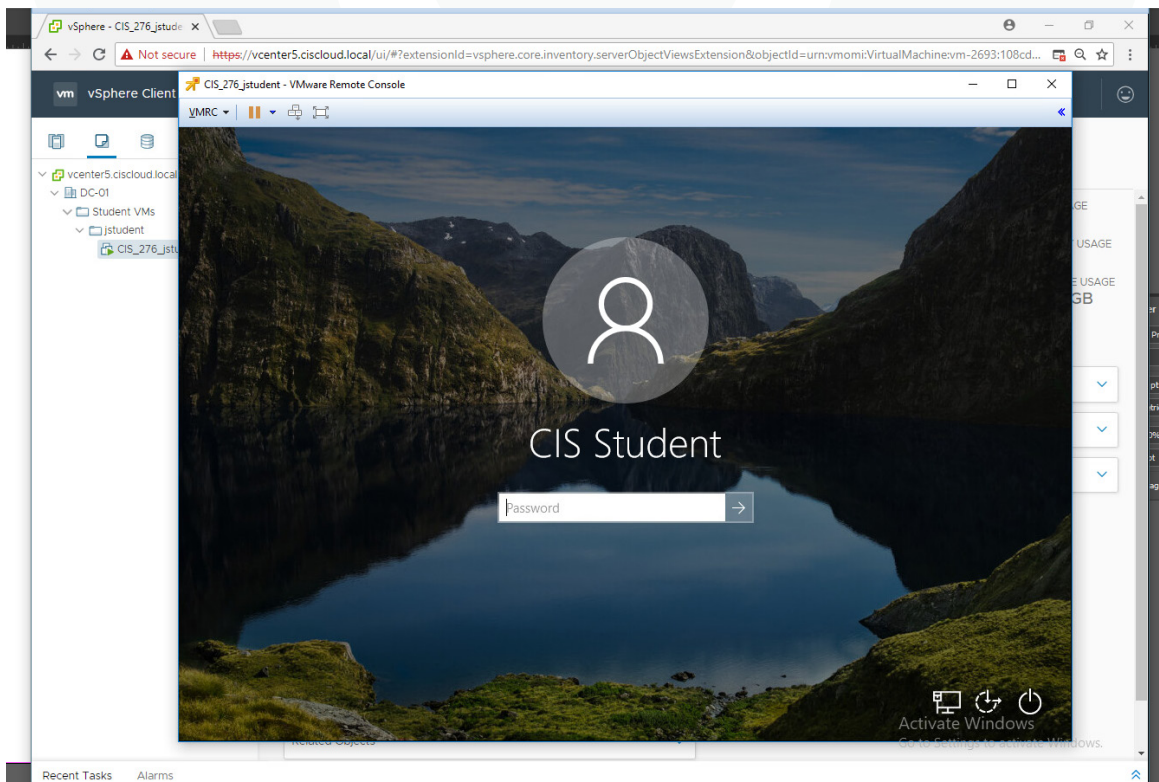 vSphere - CIS_276_jstude
Not secure | https://vcenter5.ciscloud.local/ui/#?extensionId=vsphere.core.inventory.serverObjectViewsExtension&objectId=urn:vmomi:VirtualMachine:vm-2693:108cd...
vm vSphere Client
CIS_276_jstudent - VMware Remote Console
VMRC
vcenter5.ciscloud.local
DC-01
Student VMs
jstudent
CIS_276_jstu
GE
USAGE
E USAGE
GB
CIS Student
Password
Activate Windows
Go to Settings to activate Windows.
Related Objects
Recent Tasks Alarms